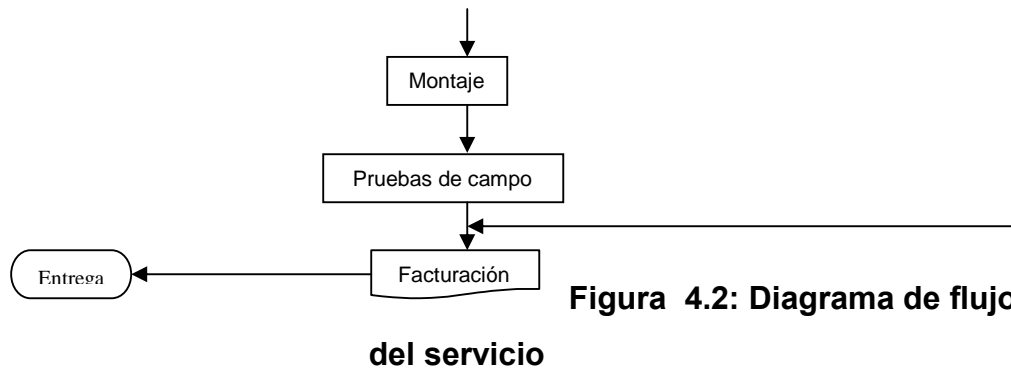 Montaje
Pruebas de campo
Facturación
Entrega
Figura 4.2: Diagrama de flujo
del servicio